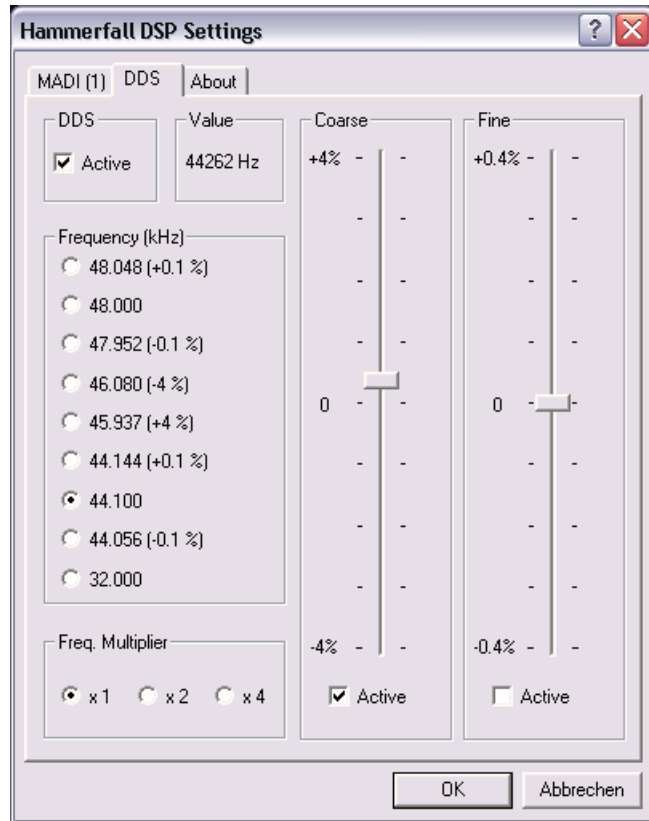 Hammerfall DSP Settings
MADI (1) DDS About
DDS
Active
Value
44262 Hz
Frequency (kHz)
48.048 (+0.1 %)
48.000
47.952 (-0.1 %)
46.080 (-4 %)
45.937 (+4 %)
44.144 (+0.1 %)
44.100
44.056 (-0.1 %)
32.000
Freq. Multiplier
x 1 x 2 x 4
Coarse
+4%
0
-4%
Active
Fine
+0.4%
0
-0.4%
Active
OK Abbrechen